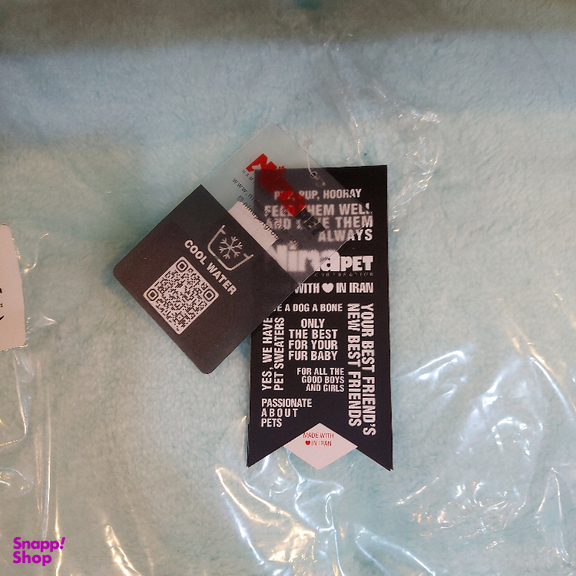 Nina
COOL WATER
PUP, HOORAY
FEED THEM WELL
AND LOVE THEM
ALWAYS
Nina PET
WITH ♥ IN IRAN
A DOG A BONE
YES, WE HAVE
PET SWEATERS
ONLY
THE BEST
FOR YOUR
FUR BABY
YOUR BEST FRIEND'S
NEW BEST FRIENDS
FOR ALL THE
GOOD BOYS
AND GIRLS
PASSIONATE
ABOUT
PETS
MADE WITH
♥ IN IRAN
Snapp!
Shop